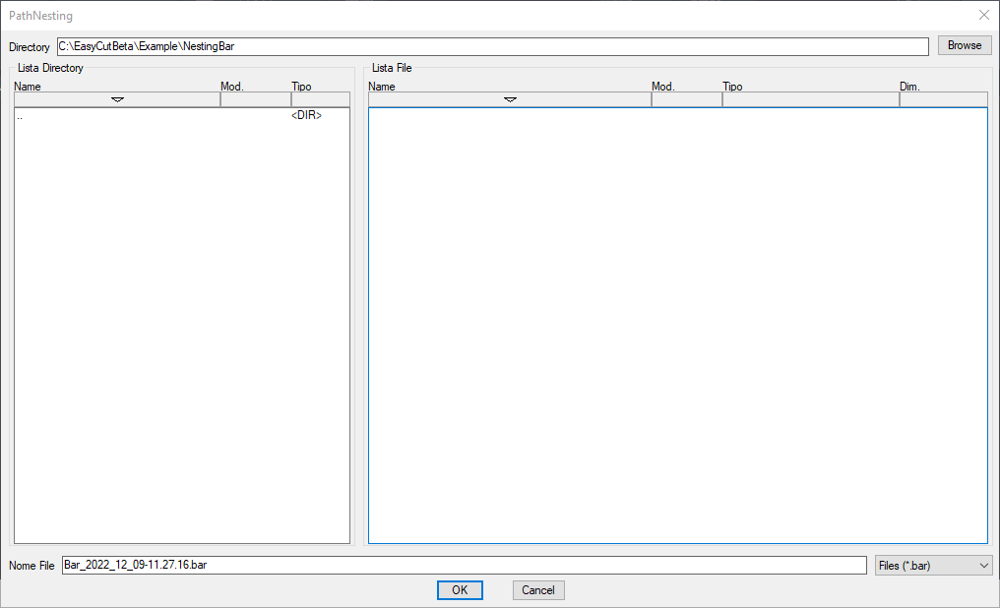 PathNesting
Directory C:\EasyCutBeta\Example\NestingBar Browse
Lista Directory Lista File
Name Mod. Tipo Name Mod. Tipo Dim.
.. <DIR>
Nome File Bar_2022_12_09-11.27.16.bar Files (*.bar)
OK Cancel